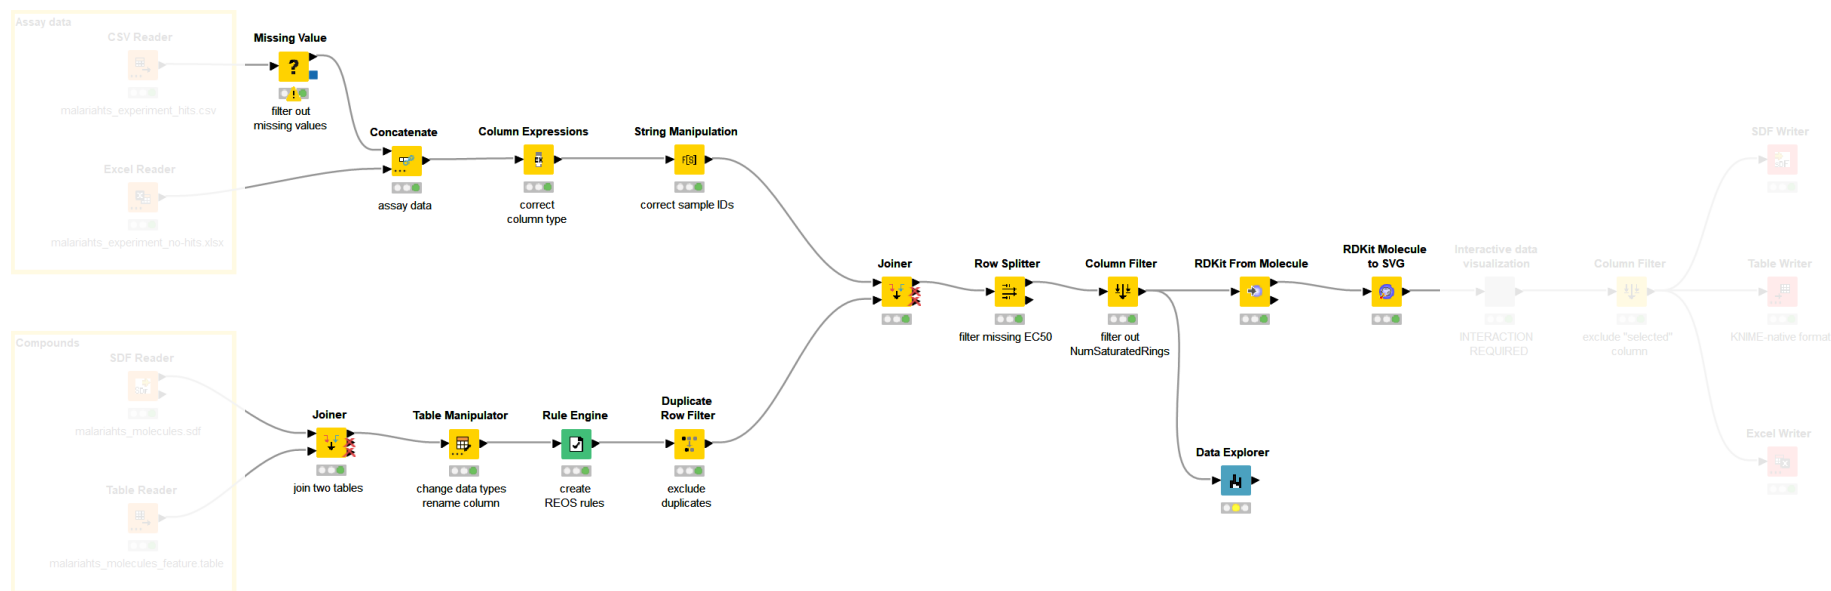 Assay data
CSV Reader
malariahts_experiment_hits.csv
Excel Reader
malariahts_experiment_no-hits.xlsx
Missing Value
?
filter out
missing values
Concatenate
assay data
Column Expressions
correct
column type
String Manipulation
F[S]
correct sample IDs
Compounds
SDF Reader
malariahts_molecules.sdf
Table Reader
malariahts_molecules_feature.table
Joiner
join two tables
Table Manipulator
change data types
rename column
Rule Engine
create
REOS rules
Duplicate
Row Filter
exclude
duplicates
Joiner
Row Splitter
filter missing EC50
Column Filter
filter out
NumSaturatedRings
RDKit From Molecule
RDKit Molecule
to SVG
Data Explorer
Interactive data
visualization
INTERACTION
REQUIRED
Column Filter
exclude "selected"
column
SDF Writer
Table Writer
KNIME-native format
Excel Writer